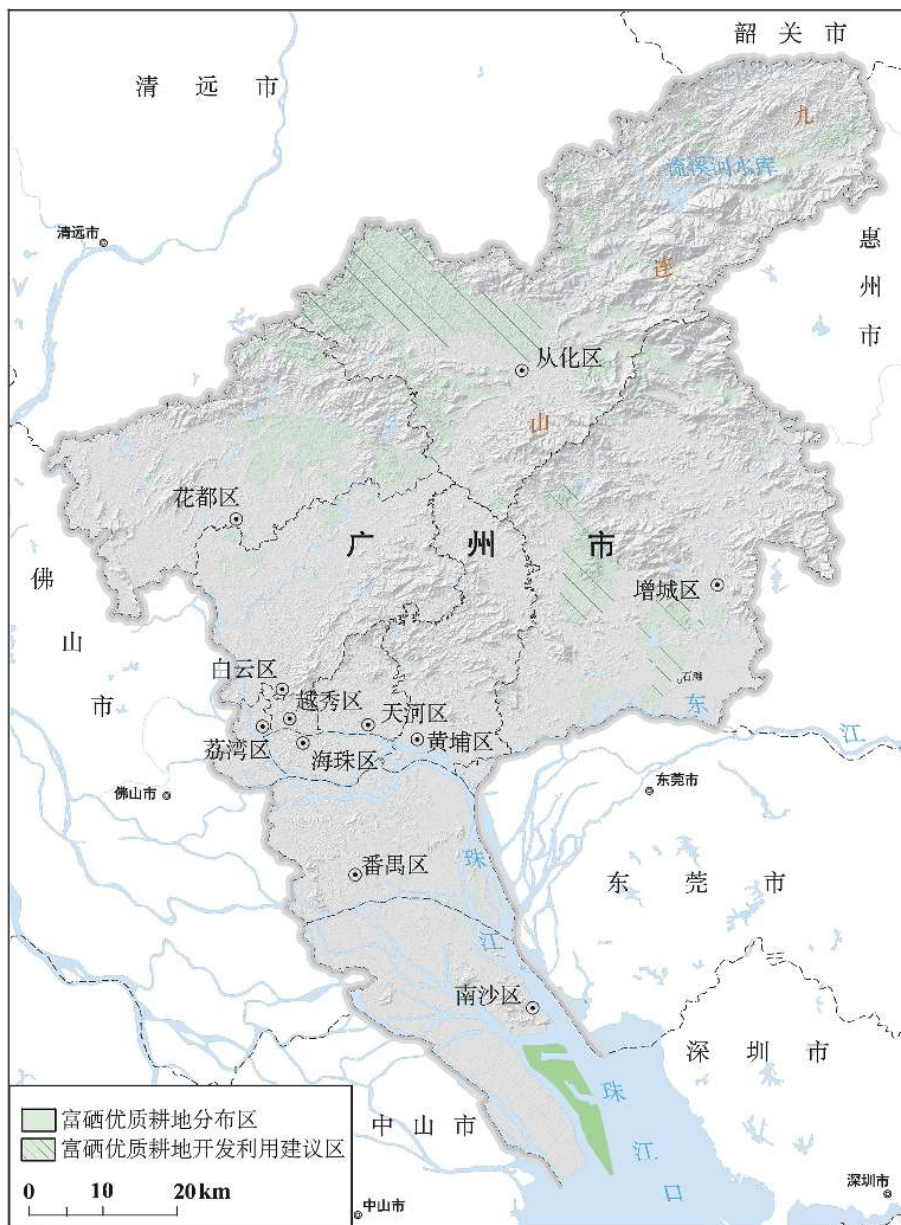 韶关市
清远市
九
流溪河水库
清远市
惠州市
连
从化区
山
花都区
广州市
佛山市
增城区
石滩
白云区
越秀区
天河区
东江
荔湾区
海珠区
黄埔区
佛山市
东莞市
番禺区
珠江
东莞市
南沙区
深圳市
珠江口
富硒优质耕地分布区
富硒优质耕地开发利用建议区
中山市
0 10 20km
中山市
深圳市